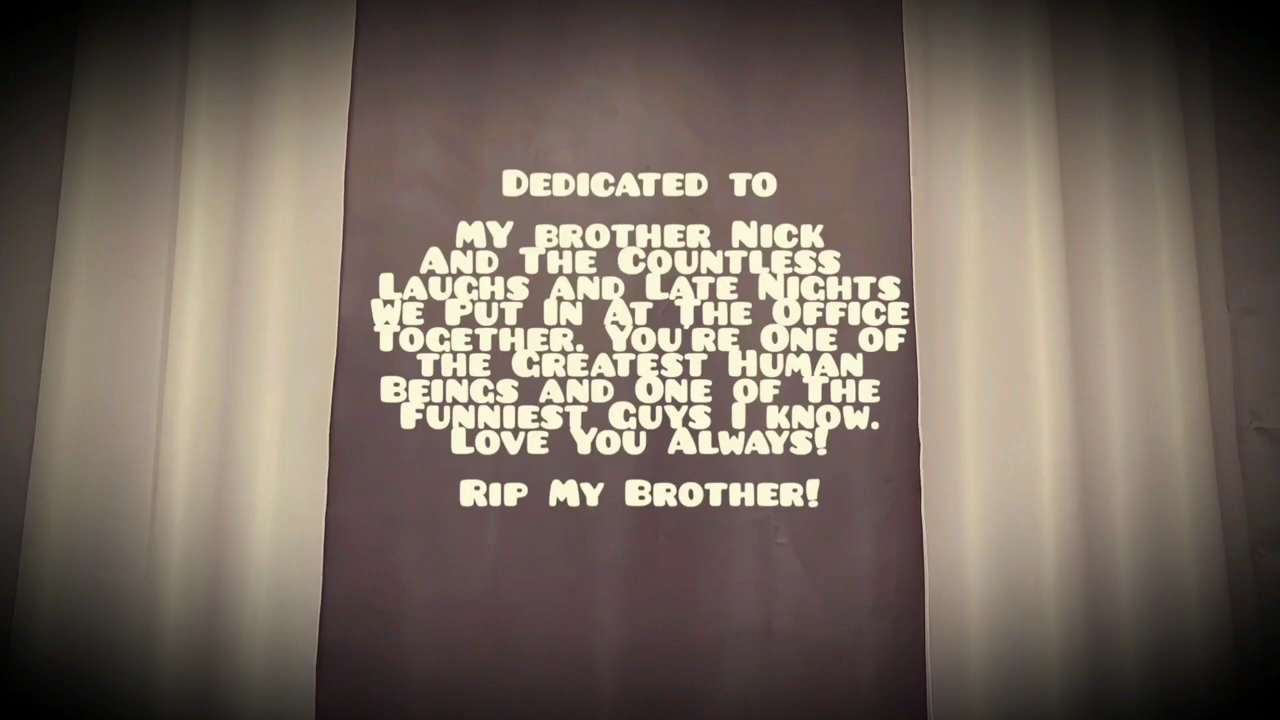 Dedicated to
My brother Nick
And The Countless
Laughs and Late Nights
We Put In At The Office
Together. You're One of
the Greatest Human
Beings and One of The
Funniest Guys I know.
Love You Always!
Rip My Brother!